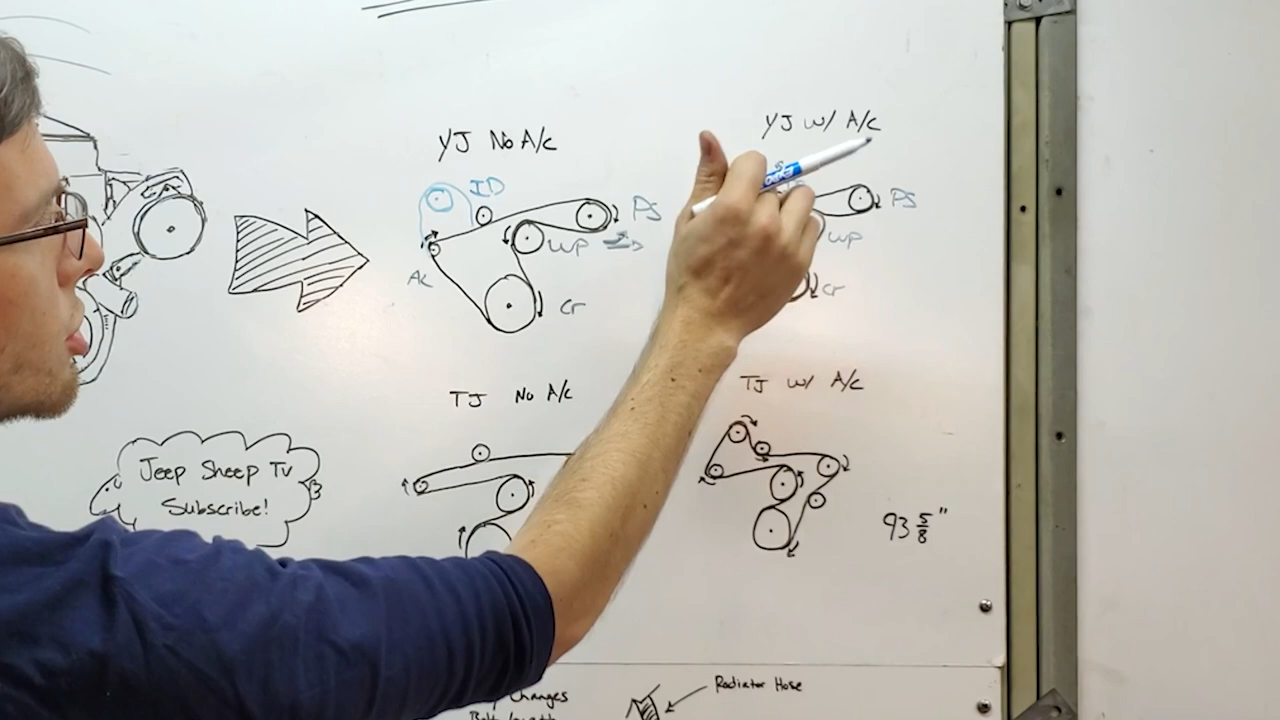 YJ No A/c
YJ w/ A/c
ID
PS
WP
Cr
PS
WP
Cr
TJ No A/c
TJ w/ A/c
93 5/8"
Jeep Sheep Tv
Subscribe!
Changes
Radiator Hose
EXPO